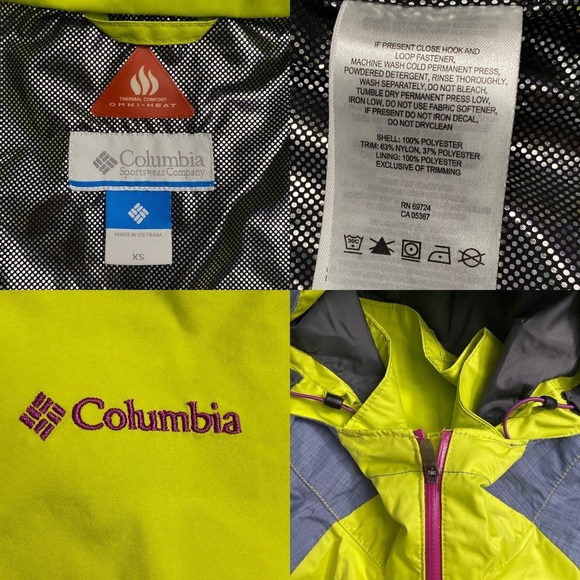 THERMAL COMFORT
OMNI-HEAT
Columbia
Sportswear Company
MADE IN VIETNAM
XS
IF PRESENT CLOSE HOOK AND
LOOP FASTENER,
MACHINE WASH COLD PERMANENT PRESS,
POWDERED DETERGENT, RINSE THOROUGHLY,
WASH SEPARATELY, DO NOT BLEACH,
TUMBLE DRY PERMANENT PRESS LOW,
IRON LOW, DO NOT USE FABRIC SOFTENER,
IF PRESENT DO NOT IRON DECAL,
DO NOT DRYCLEAN
SHELL: 100% POLYESTER
TRIM: 63% NYLON, 37% POLYESTER
LINING: 100% POLYESTER
EXCLUSIVE OF TRIMMING
RN 69724
CA 05367
Columbia